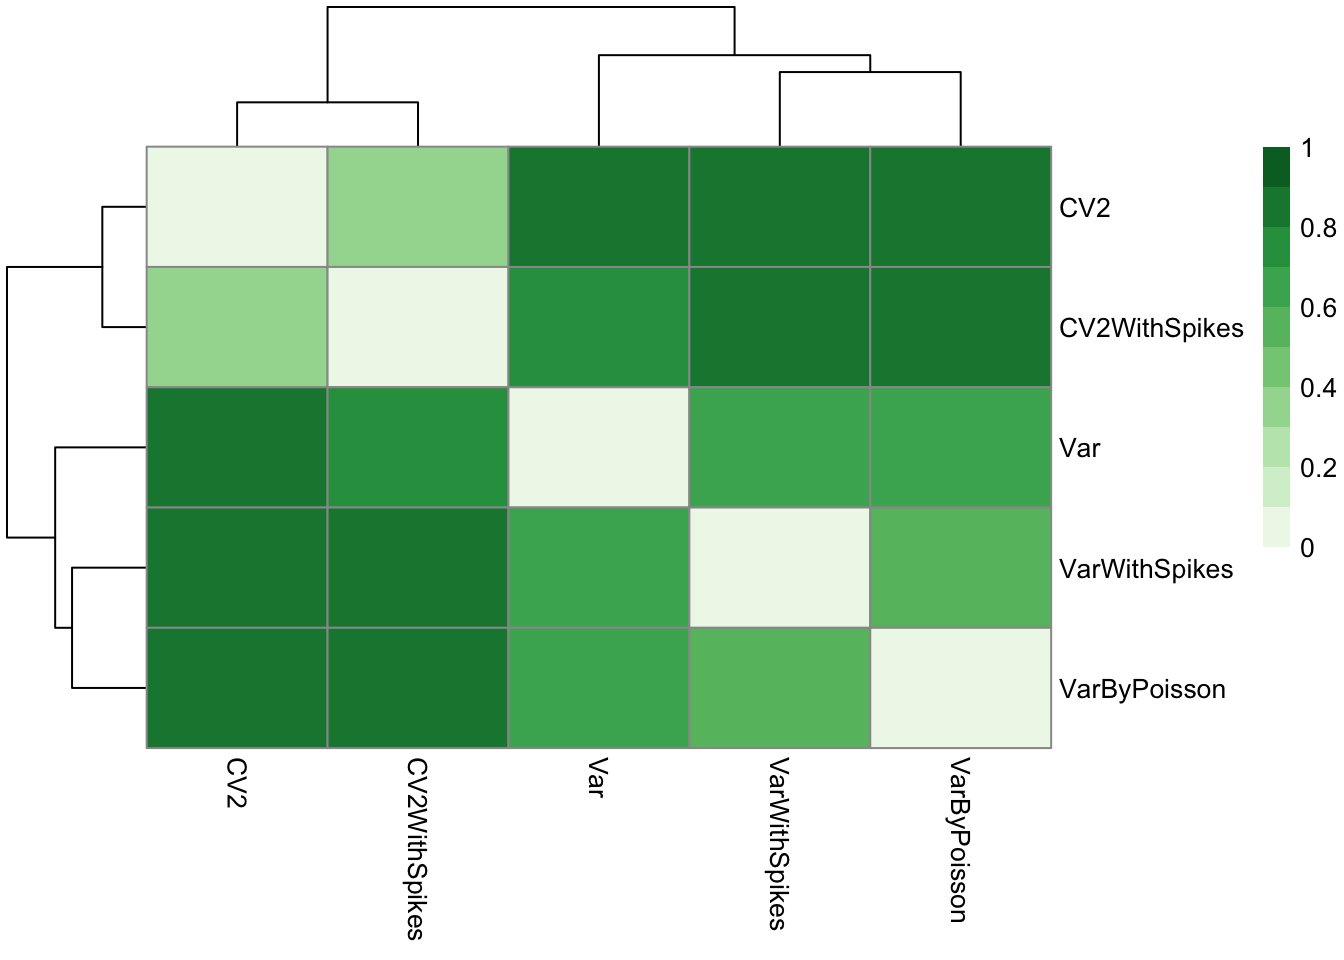 1
CV2
0.8
0.6
CV2WithSpikes
0.4
Var
0.2
0
VarWithSpikes
VarByPoisson
CV2
CV2WithSpikes
Var
VarWithSpikes
VarByPoisson